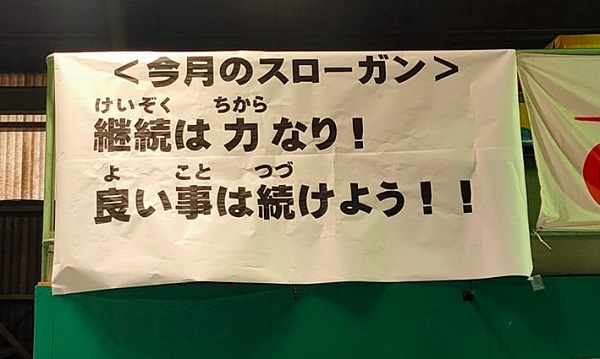 ＜今月のスローガン＞
けいぞく ちから
継続は力なり！
よ こと つづ
良い事は続けよう！！